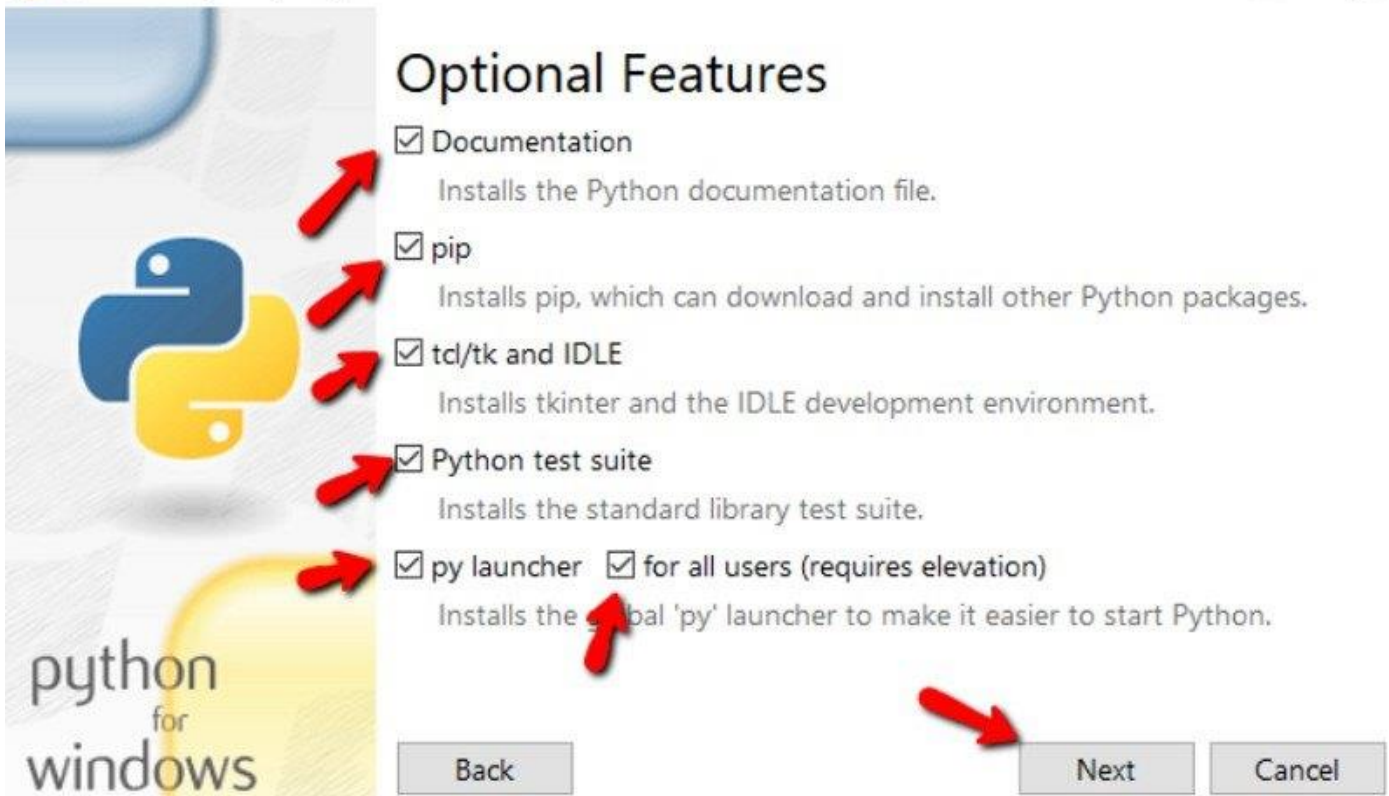 Optional Features
Documentation
Installs the Python documentation file.
pip
Installs pip, which can download and install other Python packages.
tcl/tk and IDLE
Installs tkinter and the IDLE development environment.
Python test suite
Installs the standard library test suite.
py launcher for all users (requires elevation)
Installs the 'py' launcher to make it easier to start Python.
python
for
windows
Back Next Cancel